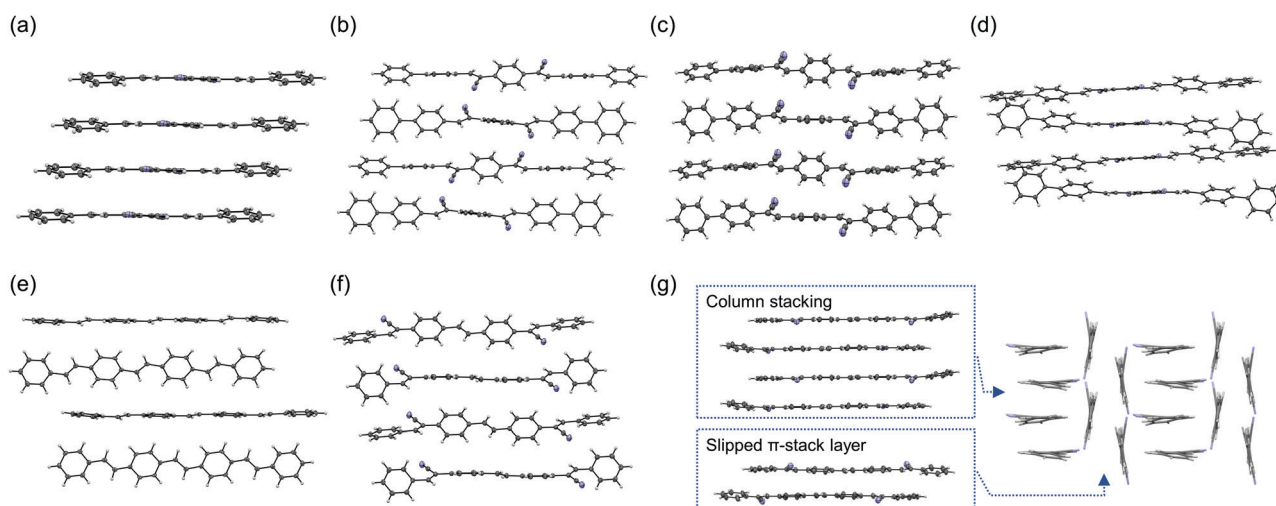 (a)
(b)
(c)
(d)
(e)
(f)
(g)
Column stacking
Slipped π-stack layer